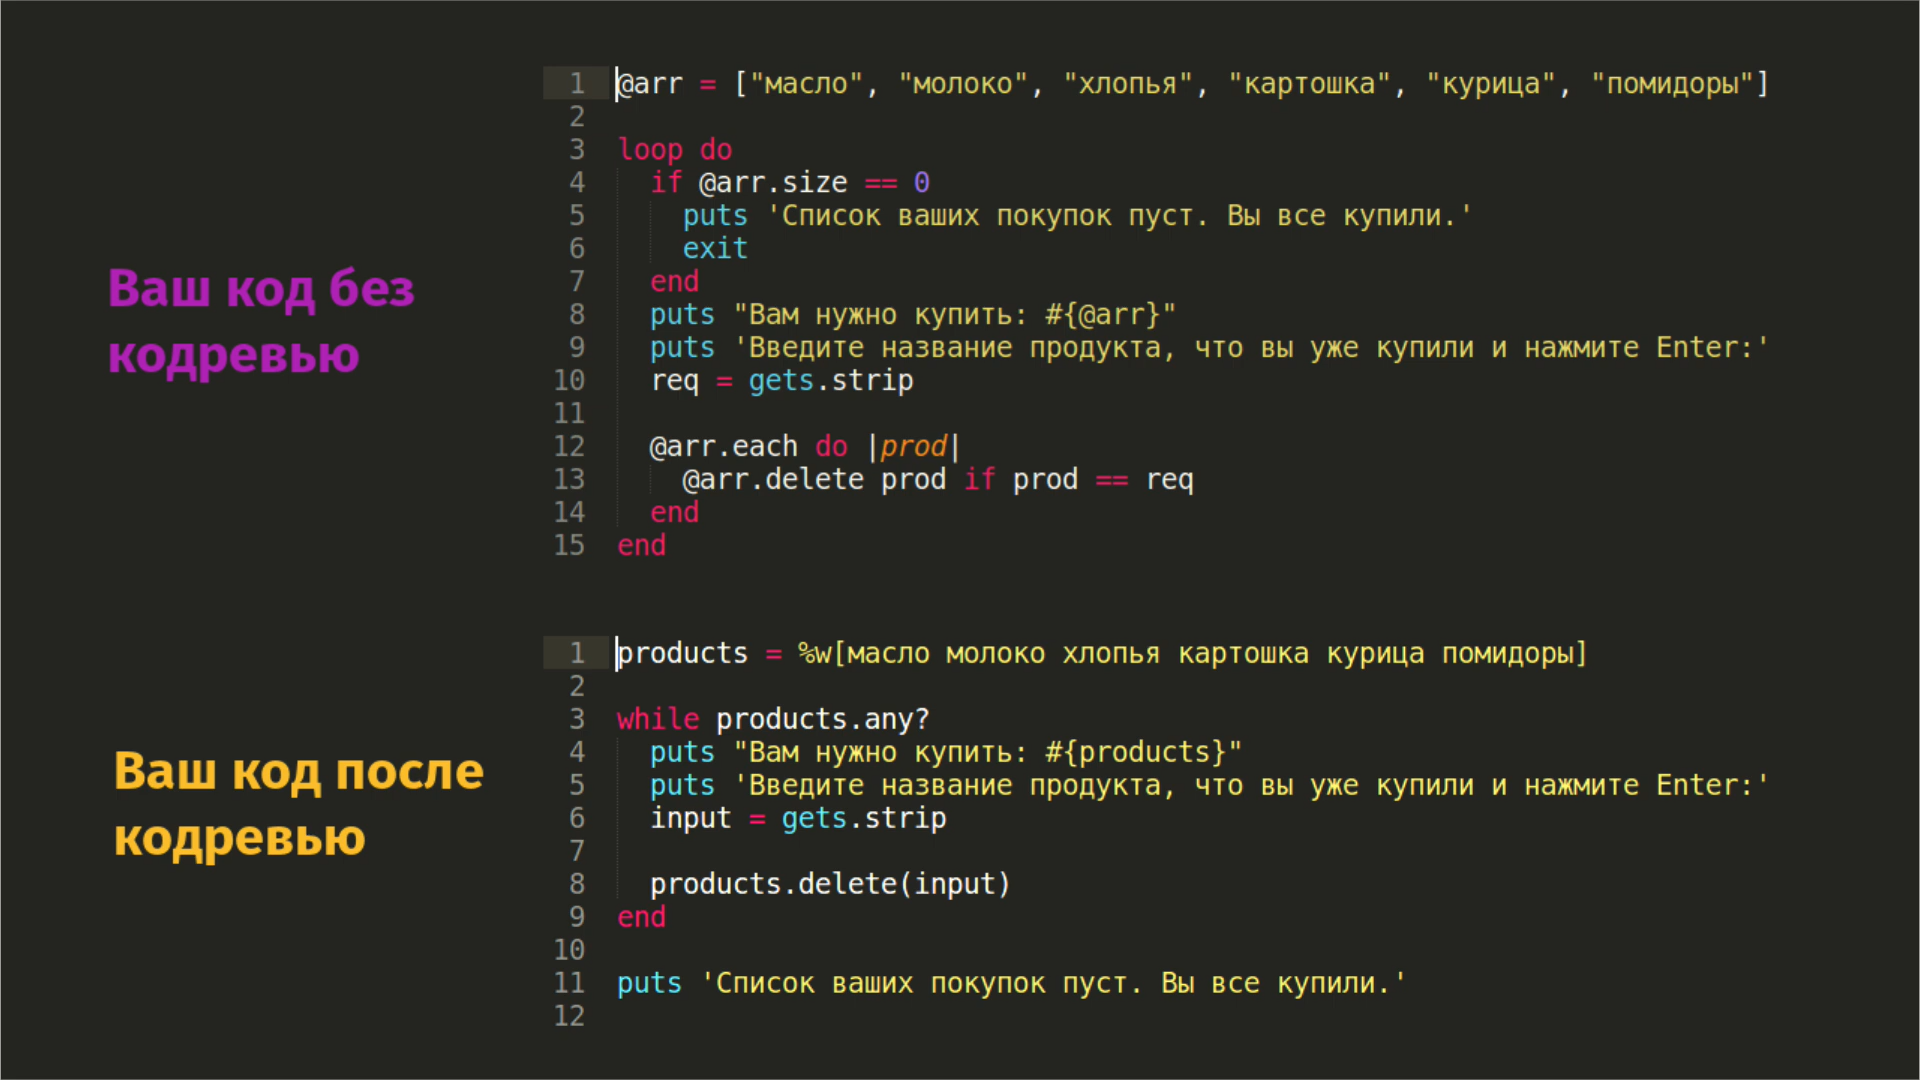 Ваш код без
кодревью
1 @arr = ["масло", "молоко", "хлопья", "картошка", "курица", "помидоры"]
2
3 loop do
4   if @arr.size == 0
5     puts 'Список ваших покупок пуст. Вы все купили.'
6     exit
7   end
8   puts "Вам нужно купить: #{@arr}"
9   puts 'Введите название продукта, что вы уже купили и нажмите Enter:'
10   req = gets.strip
11
12   @arr.each do |prod|
13     @arr.delete prod if prod == req
14   end
15 end
Ваш код после
кодревью
1 products = %w[масло молоко хлопья картошка курица помидоры]
2
3 while products.any?
4   puts "Вам нужно купить: #{products}"
5   puts 'Введите название продукта, что вы уже купили и нажмите Enter:'
6   input = gets.strip
7
8   products.delete(input)
9 end
10
11 puts 'Список ваших покупок пуст. Вы все купили.'
12